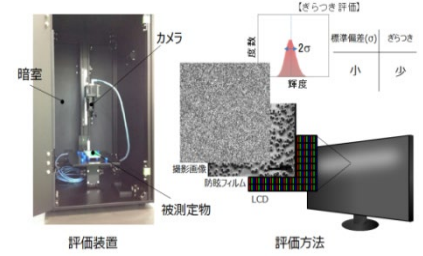 【ぎらつき評価】
カメラ
暗室
度数
2σ
輝度
標準偏差(σ) ぎらつき
小 少
撮影画像
防眩フィルム
LCD
被測定物
評価装置
評価方法